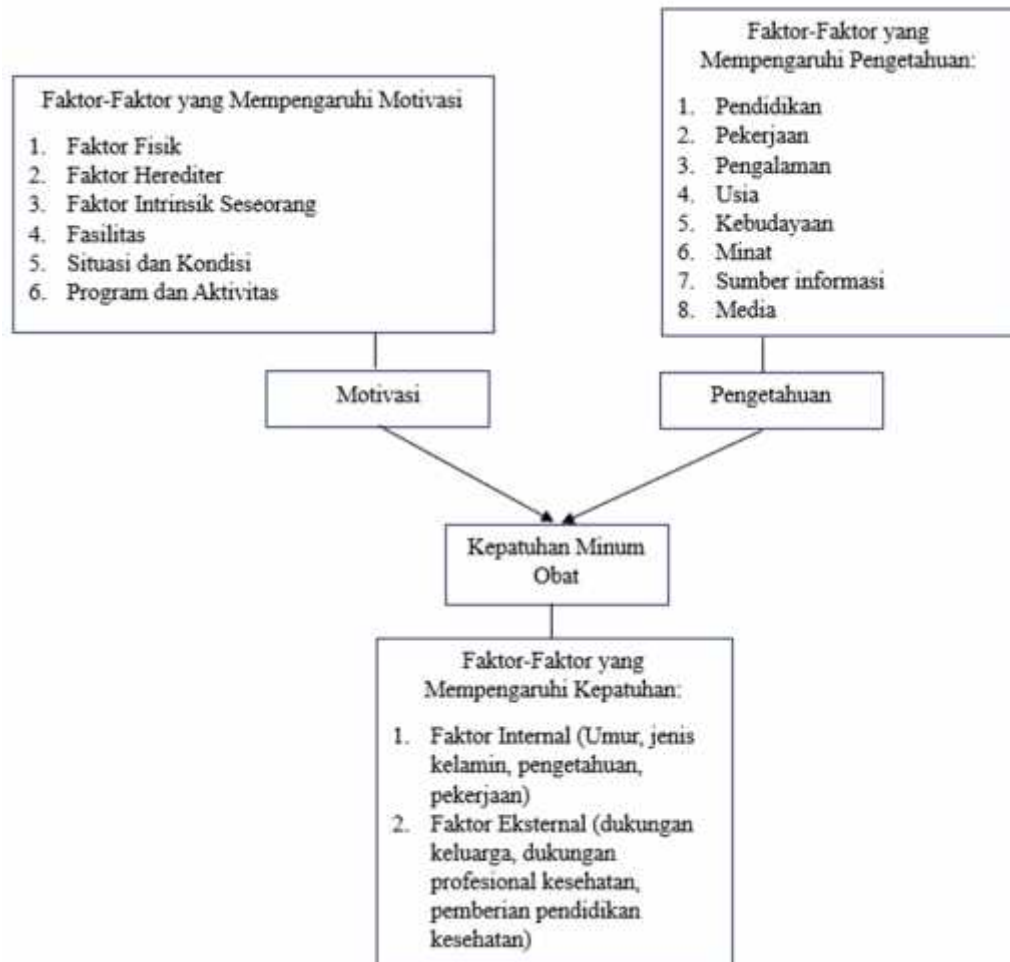 Faktor-Faktor yang Mempengaruhi Motivasi
1. Faktor Fisik
2. Faktor Herediter
3. Faktor Intrinsik Seseorang
4. Fasilitas
5. Situasi dan Kondisi
6. Program dan Aktivitas
Faktor-Faktor yang
Mempengaruhi Pengetahuan:
1. Pendidikan
2. Pekerjaan
3. Pengalaman
4. Usia
5. Kebudayaan
6. Minat
7. Sumber informasi
8. Media
Motivasi
Pengetahuan
Kepatuhan Minum
Obat
Faktor-Faktor yang
Mempengaruhi Kepatuhan:
1. Faktor Internal (Umur, jenis
kelamin, pengetahuan,
pekerjaan)
2. Faktor Eksternal (dukungan
keluarga, dukungan
profesional kesehatan,
pemberian pendidikan
kesehatan)